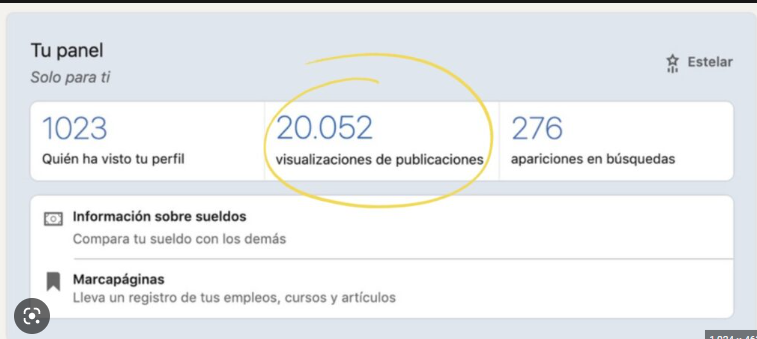 Tu panel
Solo para ti
Estelar
1023
20.052
276
Quién ha visto tu perfil
visualizaciones de publicaciones
apariciones en búsquedas
Información sobre sueldos
Compara tu sueldo con los demás
Marcapáginas
Lleva un registro de tus empleos, cursos y artículos